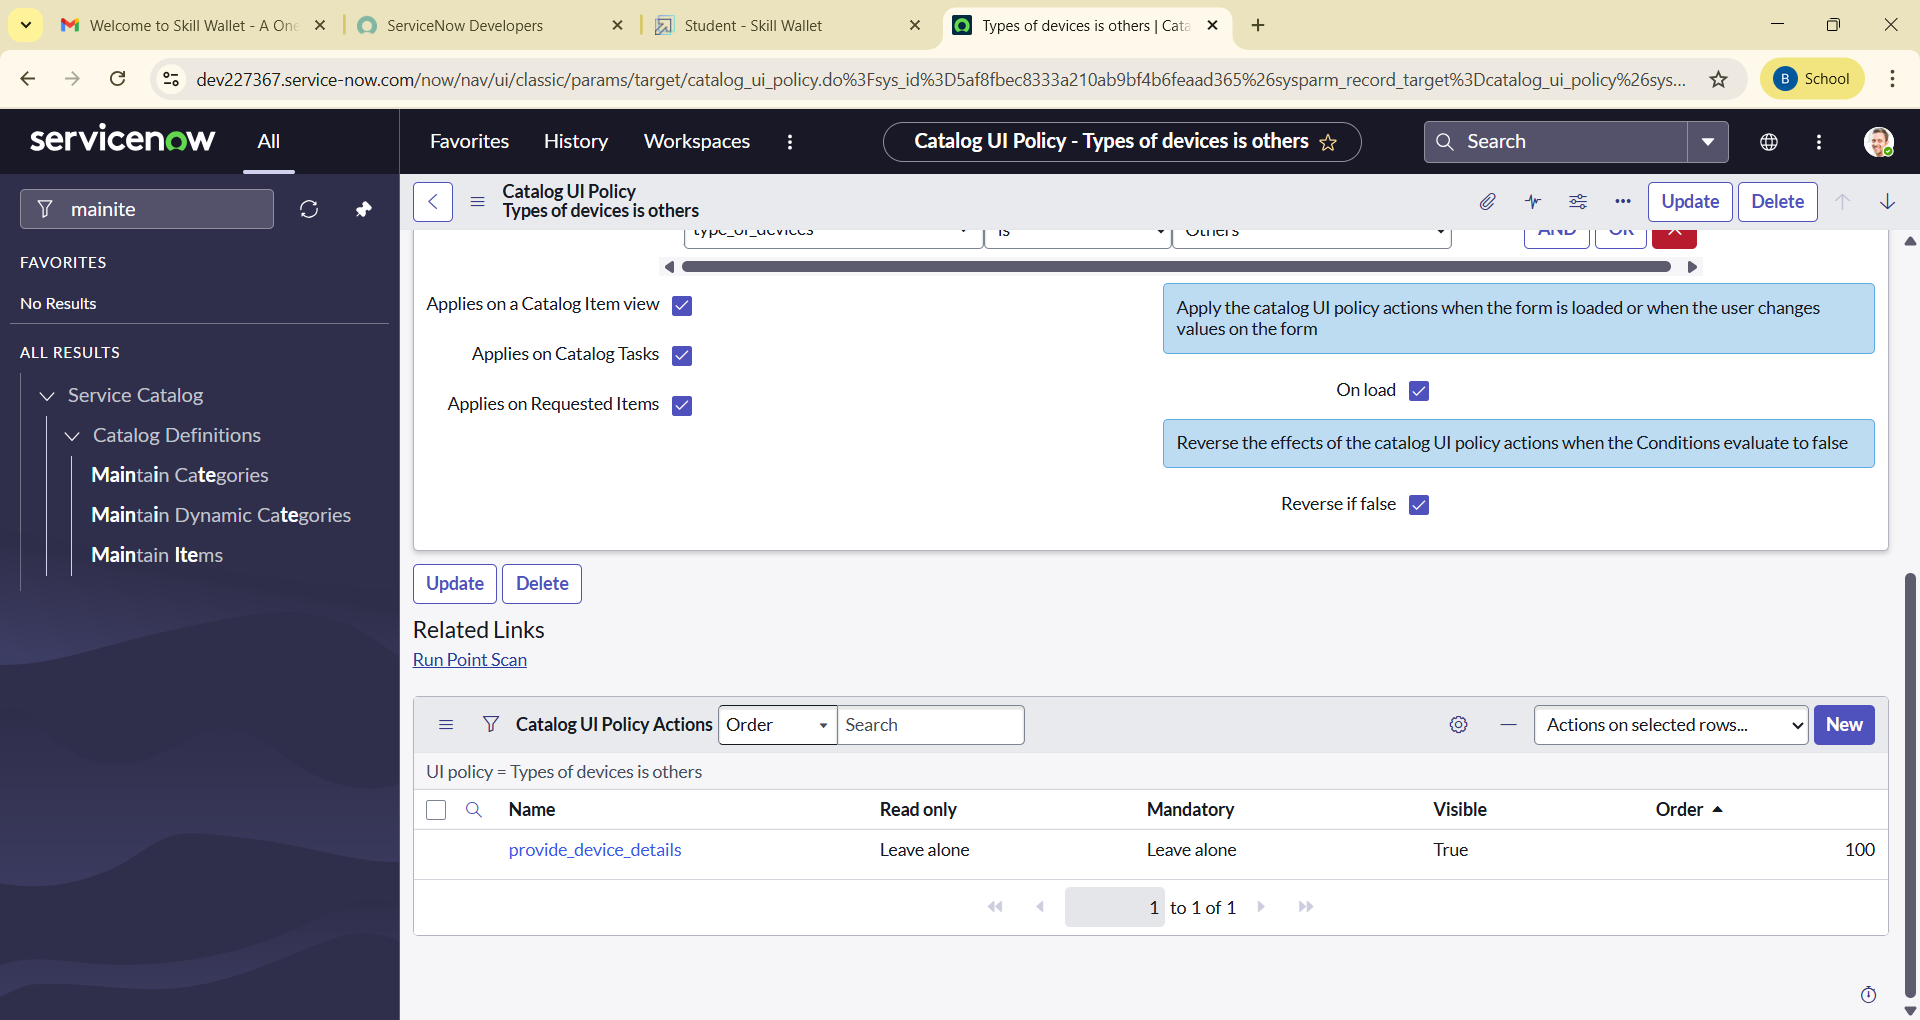 Welcome to Skill Wallet - A One
ServiceNow Developers
Student - Skill Wallet
Types of devices is others | Cata
dev227367.service-now.com/now/nav/ui/classic/params/target/catalog_ui_policy.do%3Fsys_id%3D5af8fbec8333a210ab9bf4b6feaad365%26sysparm_record_target%3Dcatalog_ui_policy%26sys...
B School
servicenow
All
Favorites
History
Workspaces
Catalog UI Policy - Types of devices is others
Search
mainite
FAVORITES
No Results
ALL RESULTS
Service Catalog
Catalog Definitions
Maintain Categories
Maintain Dynamic Categories
Maintain Items
Catalog UI Policy
Types of devices is others
Update
Delete
type_of_devices
is
Others
AND
OR
Applies on a Catalog Item view
Applies on Catalog Tasks
Applies on Requested Items
Apply the catalog UI policy actions when the form is loaded or when the user changes
values on the form
On load
Reverse the effects of the catalog UI policy actions when the Conditions evaluate to false
Reverse if false
Update
Delete
Related Links
Run Point Scan
Catalog UI Policy Actions
Order
Search
Actions on selected rows...
New
UI policy = Types of devices is others
Name
Read only
Mandatory
Visible
Order
provide_device_details
Leave alone
Leave alone
True
100
1 to 1 of 1